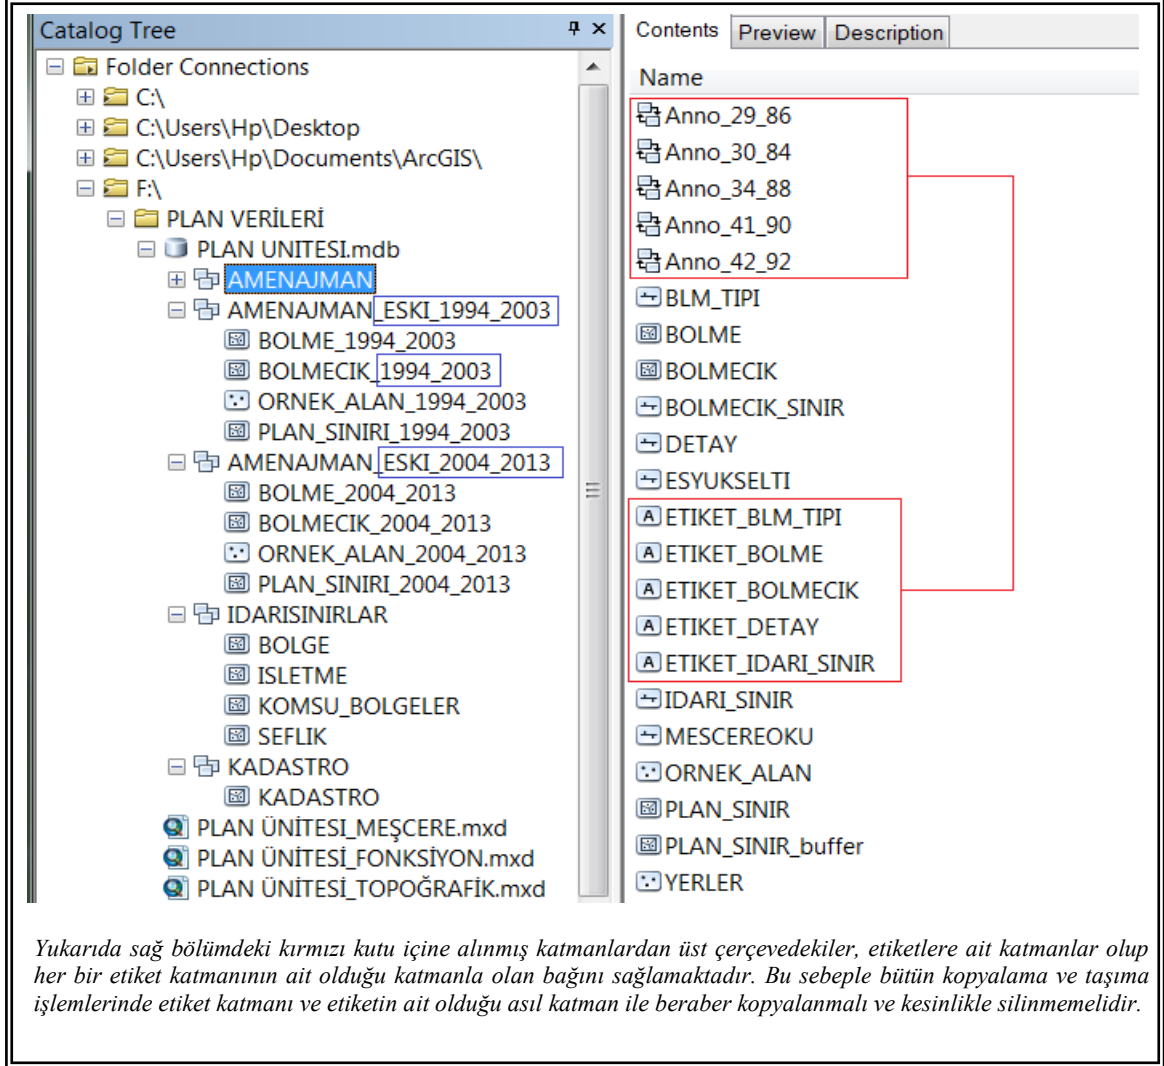 Catalog Tree
Folder Connections
C:\
C:\Users\Hp\Desktop
C:\Users\Hp\Documents\ArcGIS\
F:\
PLAN VERİLERİ
PLAN UNITESI.mdb
AMENAJMAN
AMENAJMAN_ESKI_1994_2003
BOLME_1994_2003
BOLMECIK_1994_2003
ORNEK_ALAN_1994_2003
PLAN_SINIRI_1994_2003
AMENAJMAN_ESKI_2004_2013
BOLME_2004_2013
BOLMECIK_2004_2013
ORNEK_ALAN_2004_2013
PLAN_SINIRI_2004_2013
IDARISINIRLAR
BOLGE
ISLETME
KOMSU_BOLGELER
SEFLIK
KADASTRO
KADASTRO
PLAN ÜNİTESI_MEŞCERE.mxd
PLAN ÜNİTESİ_FONKSİYON.mxd
PLAN ÜNİTESİ_TOPOĞRAFİK.mxd
Contents Preview Description
Name
Anno_29_86
Anno_30_84
Anno_34_88
Anno_41_90
Anno_42_92
BLM_TIPI
BOLME
BOLMECIK
BOLMECIK_SINIR
DETAY
ESYUKSELTI
ETIKET_BLM_TIPI
ETIKET_BOLME
ETIKET_BOLMECIK
ETIKET_DETAY
ETIKET_IDARI_SINIR
IDARI_SINIR
MESCEREOKU
ORNEK_ALAN
PLAN_SINIR
PLAN_SINIR_buffer
YERLER
Yukarıda sağ bölümdeki kırmızı kutu içine alınmış katmanlardan üst çerçevedekiler, etiketlere ait katmanlar olup
her bir etiket katmanının ait olduğu katmanla olan bağını sağlamaktadır. Bu sebeple bütün kopyalama ve taşıma
işlemlerinde etiket katmanı ve etiketin ait olduğu asıl katman ile beraber kopyalanmalı ve kesinlikle silinmemelidir.